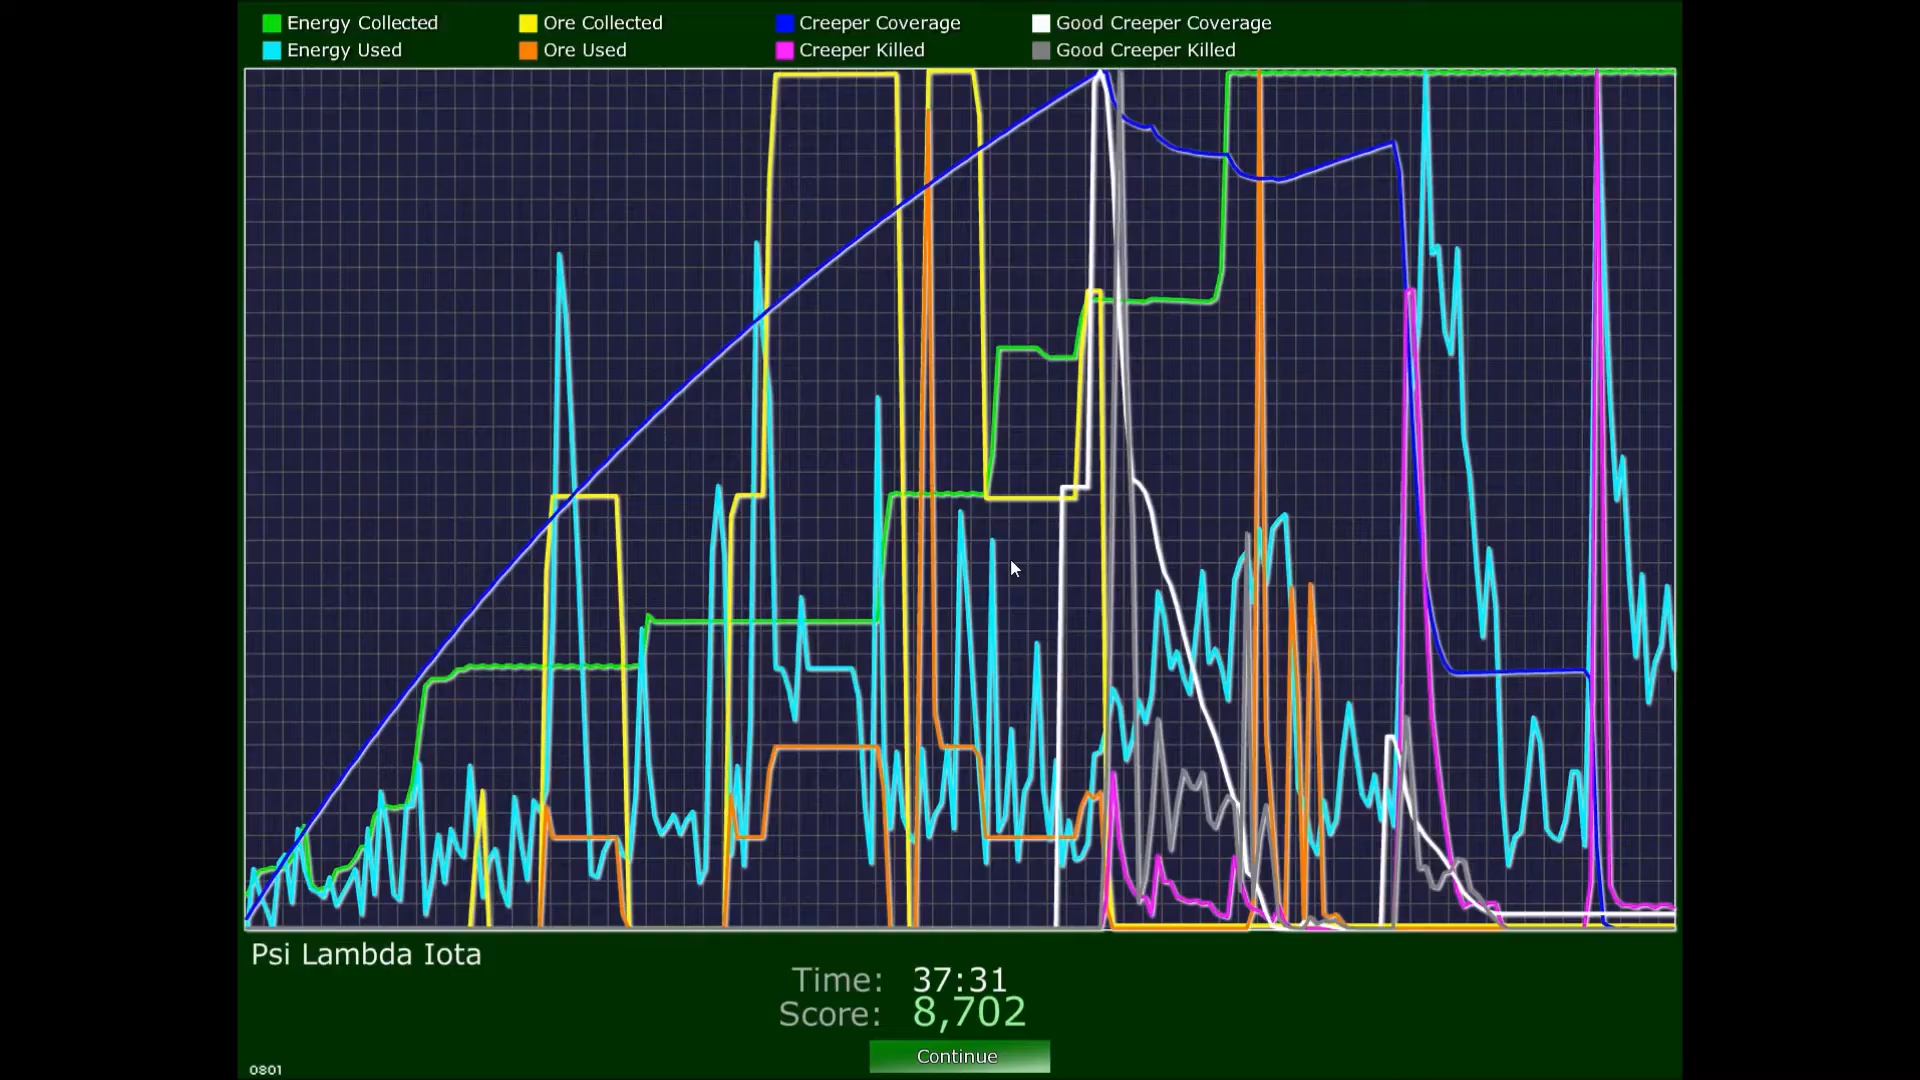 Energy Collected Ore Collected Creeper Coverage Good Creeper Coverage
Energy Used Ore Used Creeper Killed Good Creeper Killed
Psi Lambda Iota
Time: 37:31
Score: 8,702
Continue
0801